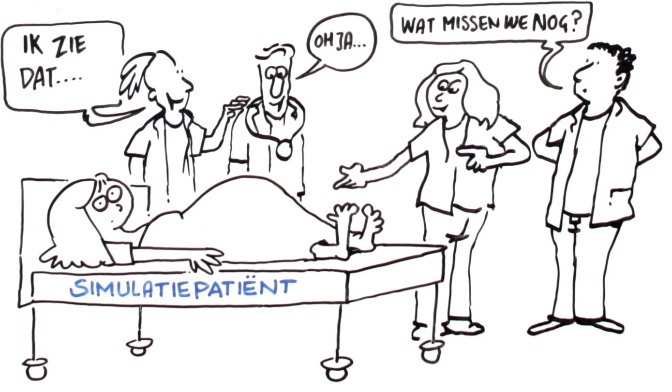 IK ZIE
DAT....
OH JA...
WAT MISSEN WE NOG?
SIMULATIEPATIËNT